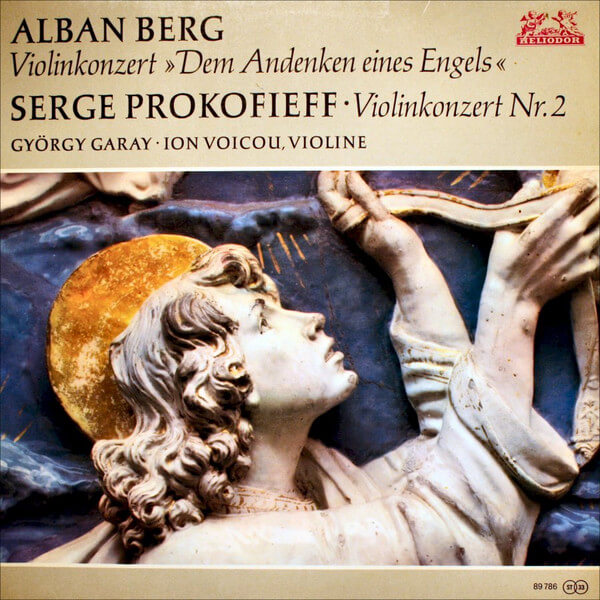 ALBAN BERG
Violinkonzert »Dem Andenken eines Engels«
SERGE PROKOFIEFF · Violinkonzert Nr. 2
GYÖRGY GARAY · ION VOICOU, VIOLINE
HELIODOR
89 786 ST 33